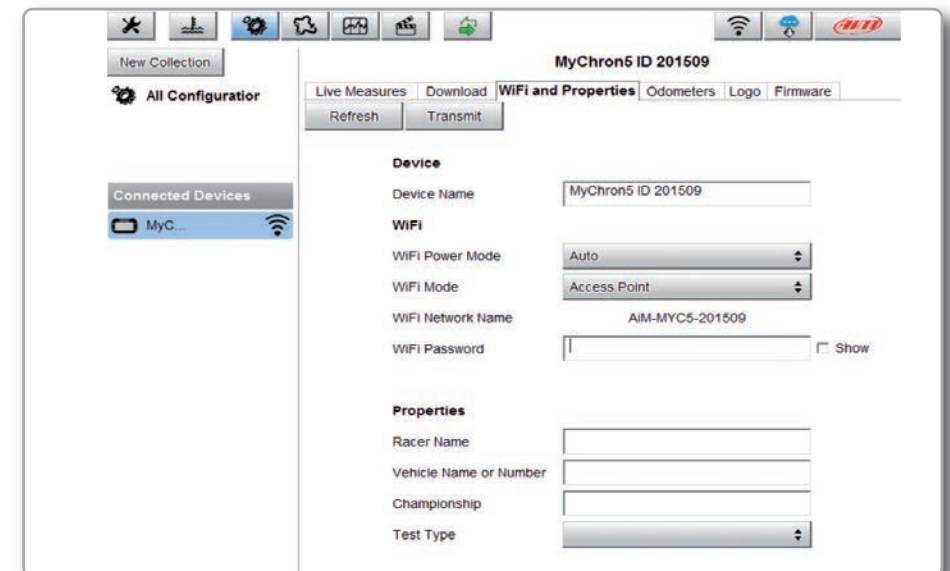 AiM
New Collection
MyChron5 ID 201509
All Configuratior
Live Measures Download WiFi and Properties Odometers Logo Firmware
Refresh Transmit
Device
Connected Devices
Device Name MyChron5 ID 201509
MyC...
WiFi
WiFi Power Mode Auto
WiFi Mode Access Point
WiFi Network Name AiM-MYC5-201509
WiFi Password Show
Properties
Racer Name
Vehicle Name or Number
Championship
Test Type